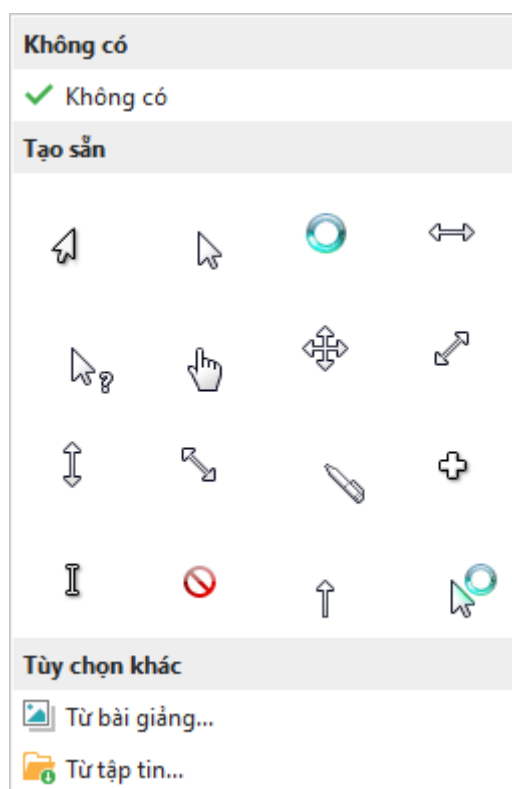 Không có
Không có
Tạo sẵn
Tùy chọn khác
Từ bài giảng...
Từ tập tin...